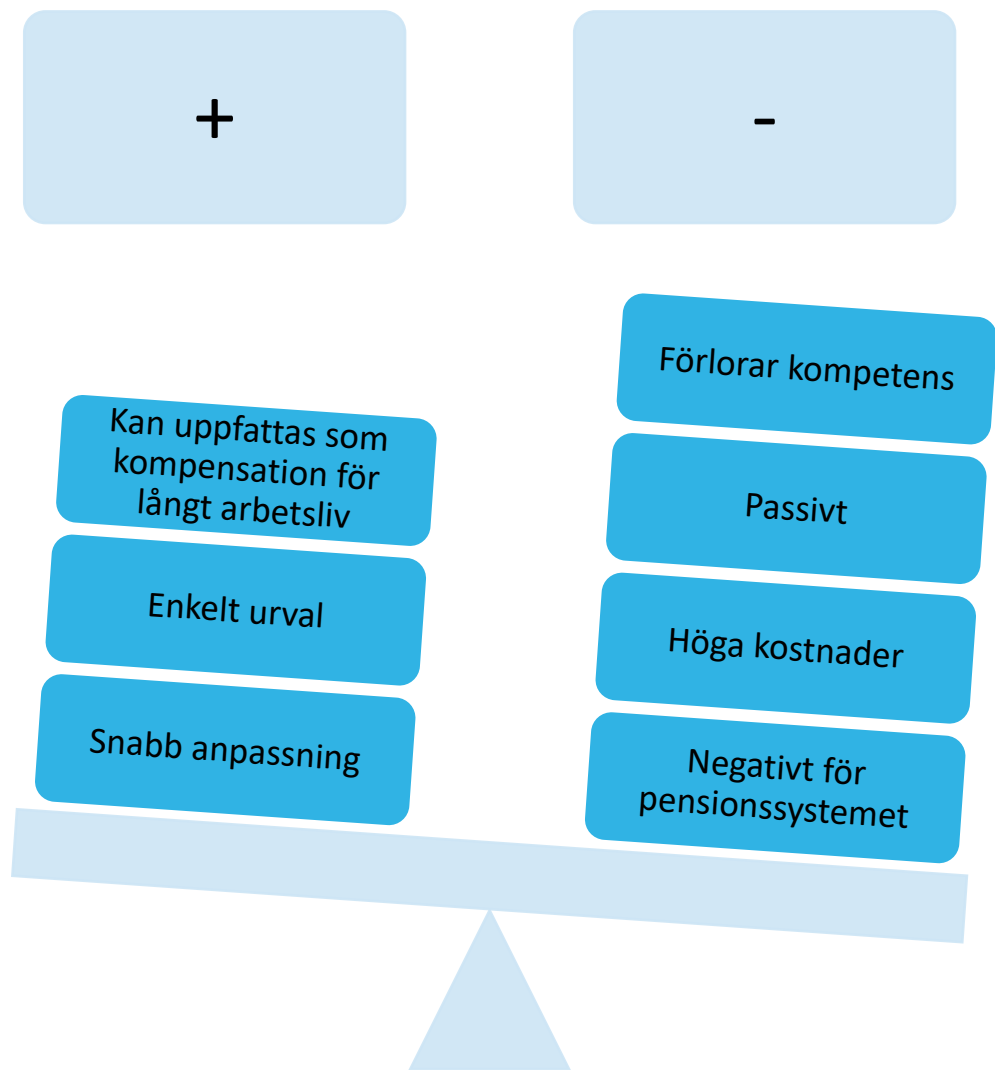 +
-
Kan uppfattas som
kompensation för
långt arbetsliv
Enkelt urval
Snabb anpassning
Förlorar kompetens
Passivt
Höga kostnader
Negativt för
pensionssystemet